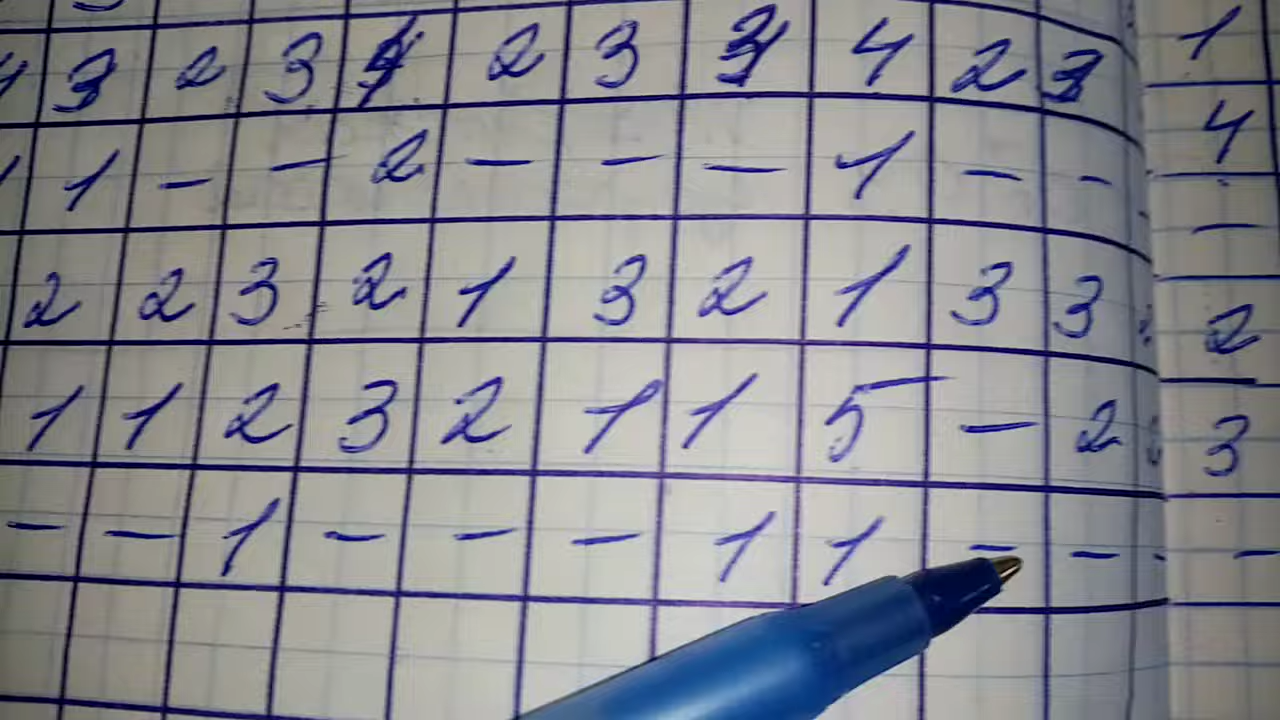 3 2 3 4 2 3 3 4 2 3 1
1 - - 2 - - - 1 - - 4
2 2 3 2 1 3 2 1 3 3 -
1 1 2 3 2 1 1 5 - 2 2
- - 1 - - - 1 1 - - 3
-